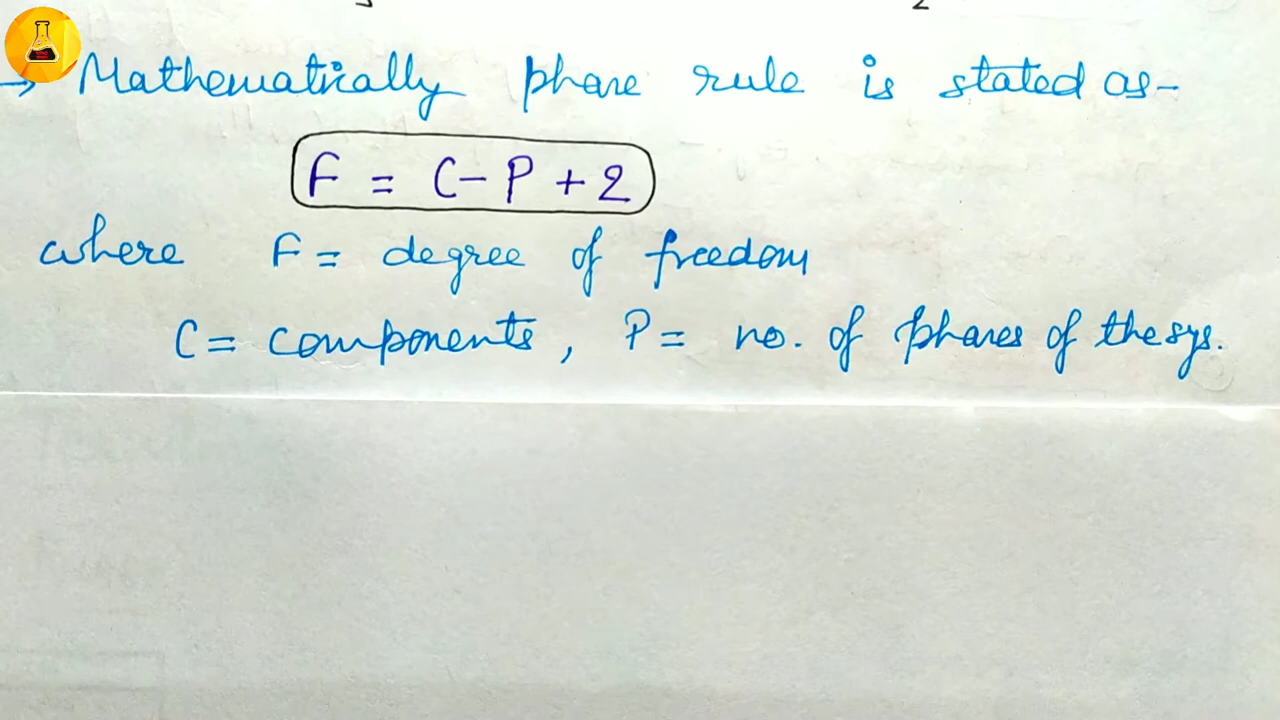 → Mathematically phase rule is stated as-
F = C - P + 2
where F = degree of freedom
C = components, P = no. of phases of the sys.